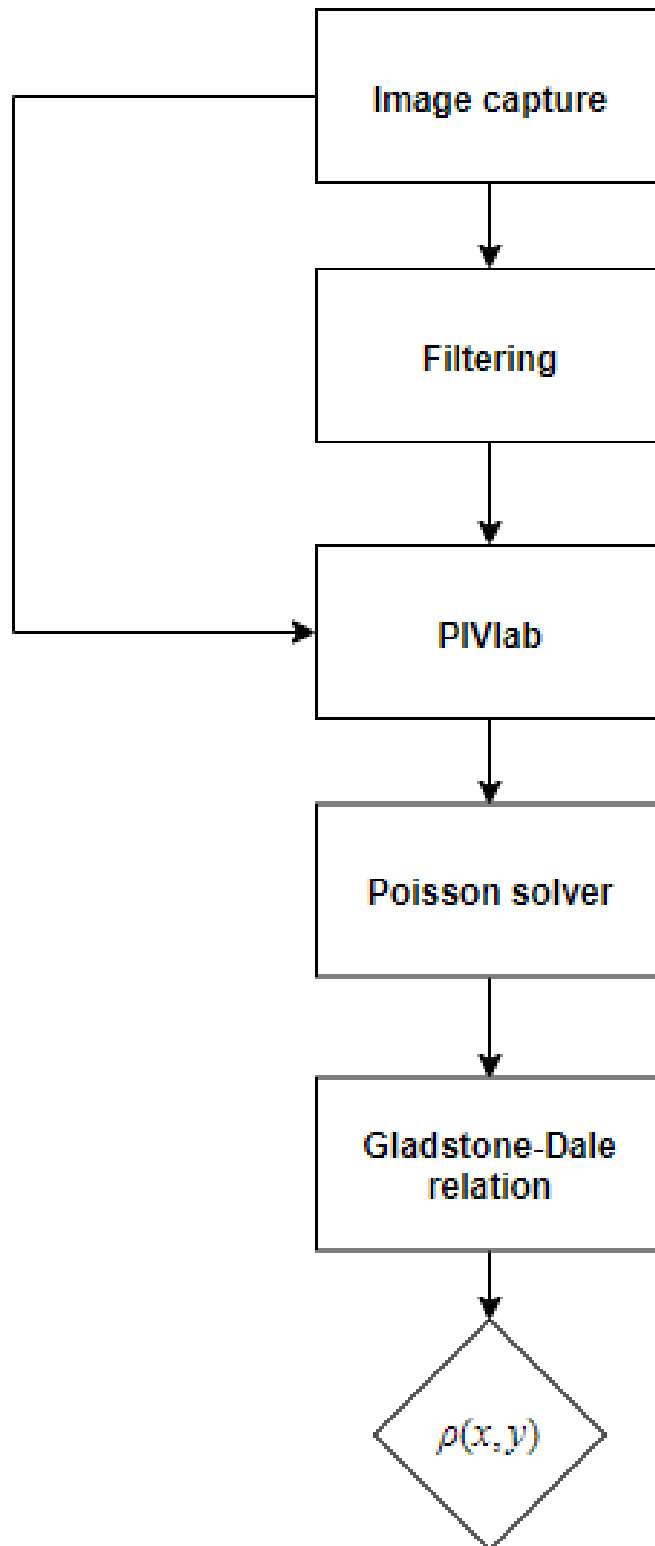 Image capture
Filtering
PIVlab
Poisson solver
Gladstone-Dale
relation
ρ(x, y)